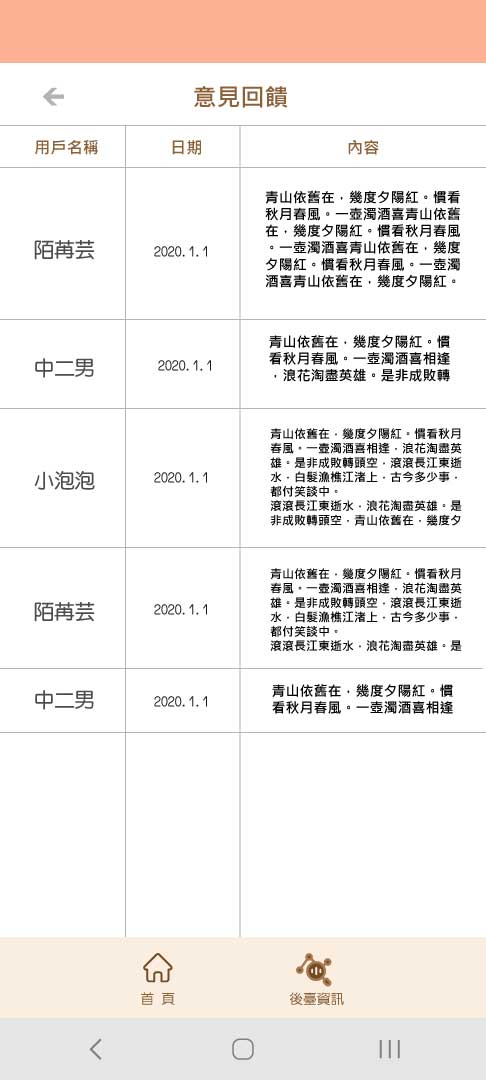 意見回饋
用戶名稱 日期 內容
青山依舊在，幾度夕陽紅。慣看
秋月春風。一壺濁酒喜青山依舊
在，幾度夕陽紅。慣看秋月春風
。一壺濁酒喜青山依舊在，幾度
夕陽紅。慣看秋月春風。一壺濁
酒喜青山依舊在，幾度夕陽紅。
陌苒芸 2020.1.1
青山依舊在，幾度夕陽紅。慣
看秋月春風。一壺濁酒喜相逢
，浪花淘盡英雄。是非成敗轉
中二男 2020.1.1
青山依舊在，幾度夕陽紅。慣看秋月
春風。一壺濁酒喜相逢，浪花淘盡英
雄。是非成敗轉頭空，滾滾長江東逝
水，白髮漁樵江渚上，古今多少事，
都付笑談中。
滾滾長江東逝水，浪花淘盡英雄。是
非成敗轉頭空，青山依舊在，幾度夕
小泡泡 2020.1.1
青山依舊在，幾度夕陽紅。慣看秋月
春風。一壺濁酒喜相逢，浪花淘盡英
雄。是非成敗轉頭空，滾滾長江東逝
水，白髮漁樵江渚上，古今多少事，
都付笑談中。
滾滾長江東逝水，浪花淘盡英雄。是
陌苒芸 2020.1.1
青山依舊在，幾度夕陽紅。慣
看秋月春風。一壺濁酒喜相逢
中二男 2020.1.1
首 頁 後臺資訊